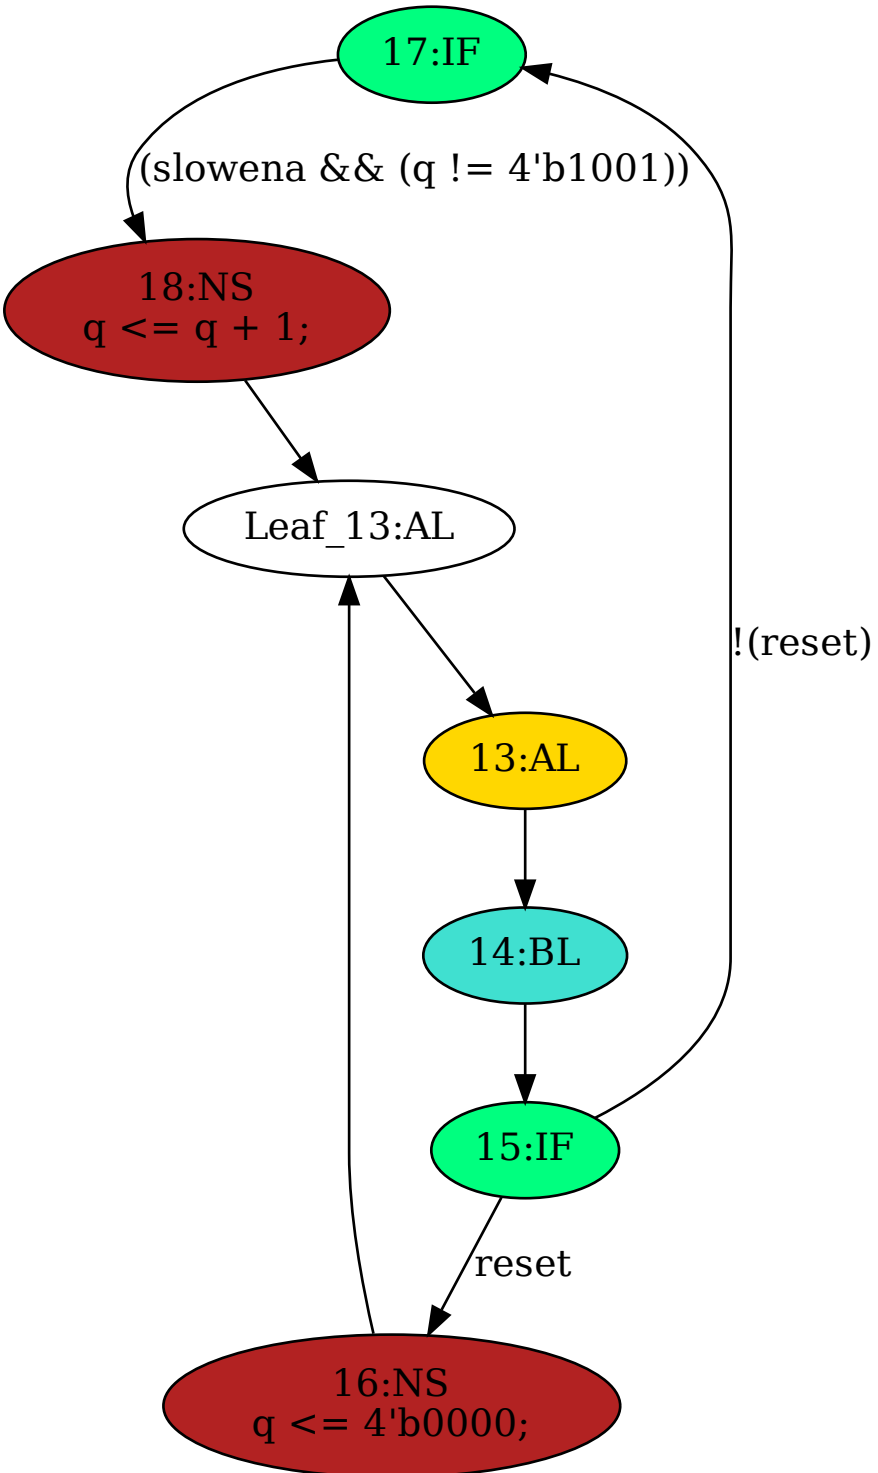 17:IF
(slowena && (q != 4'b1001))
18:NS
q <= q + 1;
Leaf_13:AL
!(reset)
13:AL
14:BL
15:IF
reset
16:NS
q <= 4'b0000;